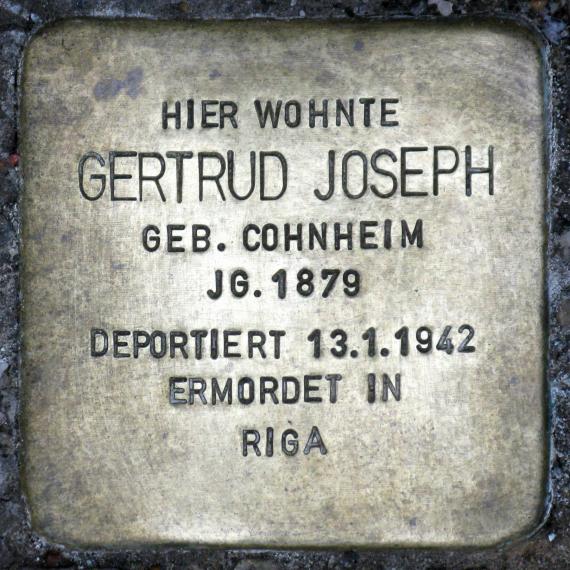 HIER WOHNTE
GERTRUD JOSEPH
GEB. COHNHEIM
JG. 1879
DEPORTIERT 13.1.1942
ERMORDET IN
RIGA